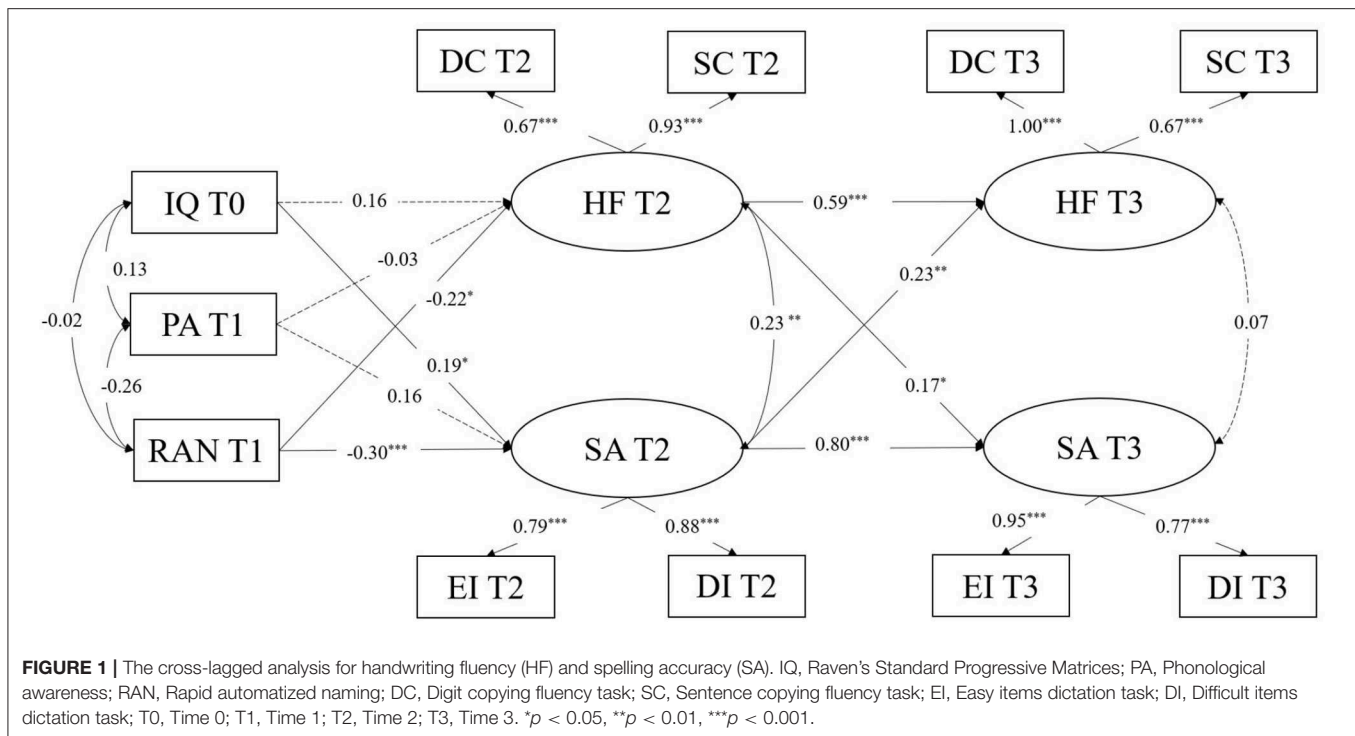 DC T2
SC T2
DC T3
SC T3
0.67***
0.93***
1.00***
0.67***
IQ T0
0.16
HF T2
0.59***
HF T3
0.13
-0.03
-0.02
PA T1
-0.22*
0.23**
0.23 **
0.07
-0.26
0.19*
0.16
0.17*
RAN T1
-0.30***
SA T2
0.80***
SA T3
0.79***
0.88***
0.95***
0.77***
EI T2
DI T2
EI T3
DI T3
FIGURE 1 | The cross-lagged analysis for handwriting fluency (HF) and spelling accuracy (SA). IQ, Raven's Standard Progressive Matrices; PA, Phonological
awareness; RAN, Rapid automatized naming; DC, Digit copying fluency task; SC, Sentence copying fluency task; EI, Easy items dictation task; DI, Difficult items
dictation task; T0, Time 0; T1, Time 1; T2, Time 2; T3, Time 3. *p < 0.05, **p < 0.01, ***p < 0.001.